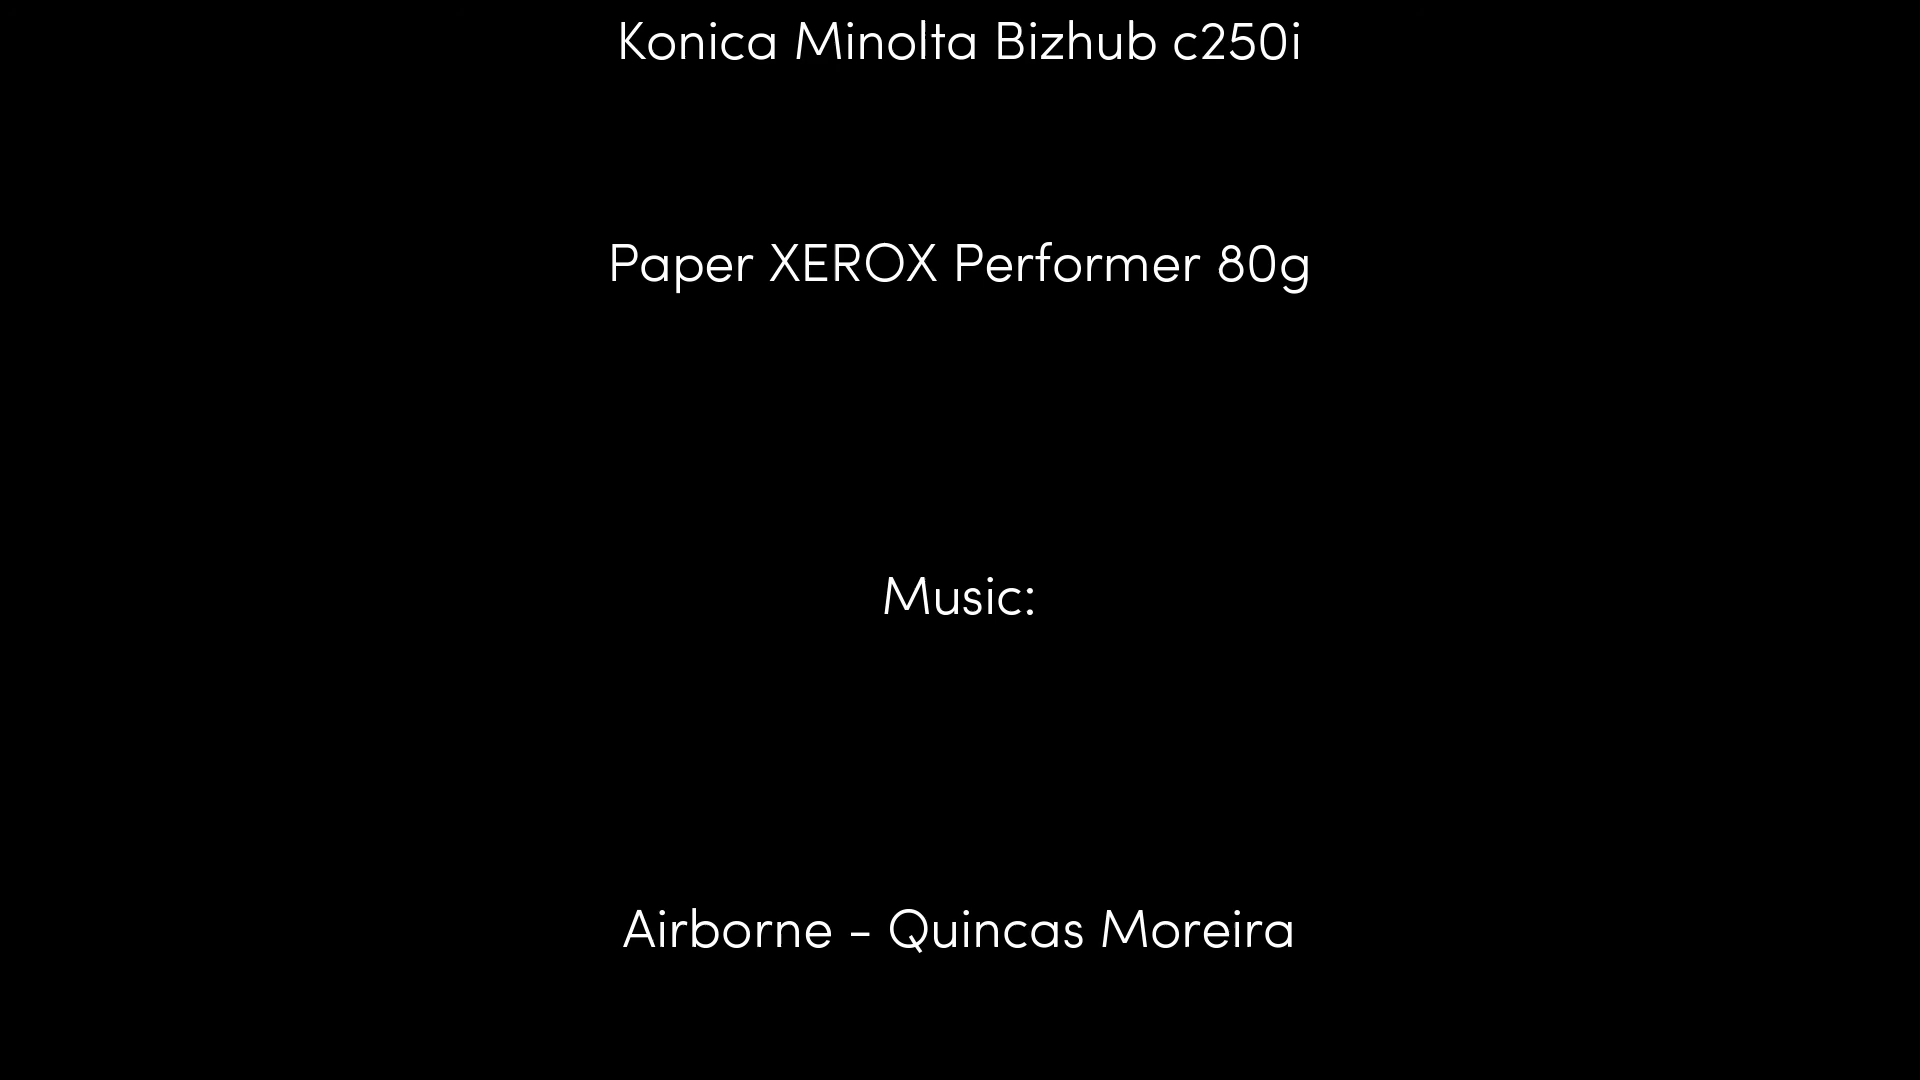 Konica Minolta Bizhub c250i
Paper XEROX Performer 80g
Music:
Airborne - Quincas Moreira